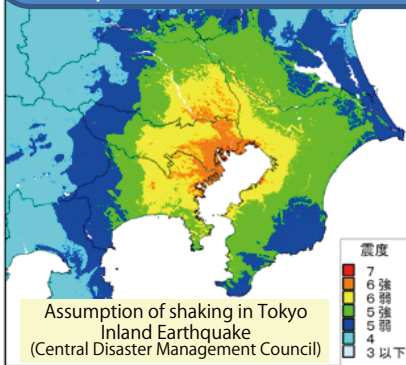 震度
7
6 強
6 弱
5 強
5 弱
4
3 以下
Assumption of shaking in Tokyo
Inland Earthquake
(Central Disaster Management Council)